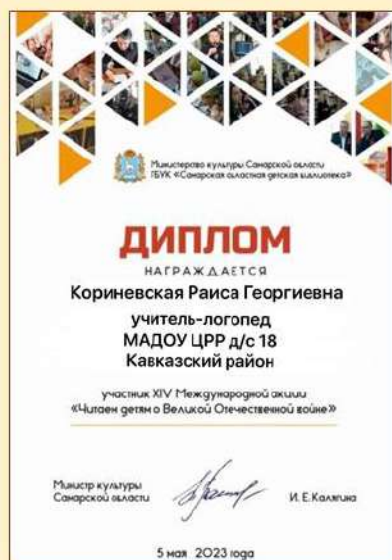 Министерство культуры Самарской области
ГБУК «Самарская областная детская библиотека»
ДИПЛОМ
НАГРАЖДАЕТСЯ
Кориневская Раиса Георгиевна
учитель-логопед
МАДОУ ЦРР д/с 18
Кавказский район
участник XIV Международной акции
«Читаем детям о Великой Отечественной войне»
Министр культуры
Самарской области
И. Е. Калягина
5 мая 2023 года